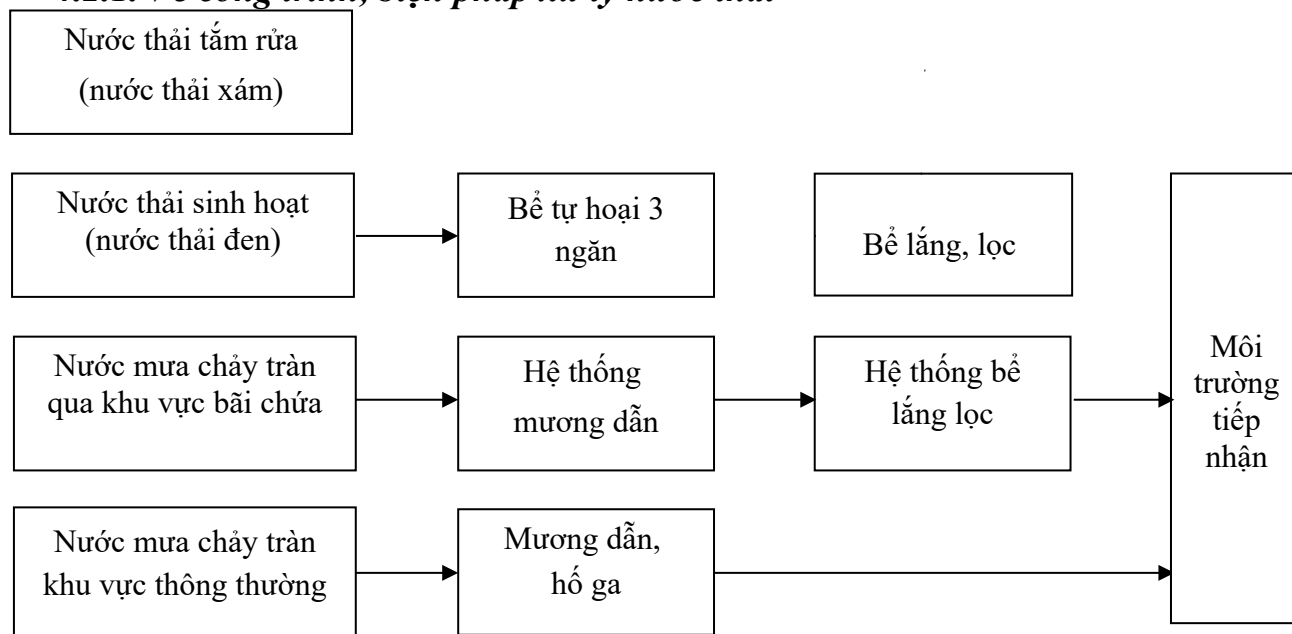 Nước thải tắm rửa
(nước thải xám)
Nước thải sinh hoạt
(nước thải đen)
Bể tự hoại 3
ngăn
Bể lắng, lọc
Nước mưa chảy tràn
qua khu vực bãi chứa
Hệ thống
mương dẫn
Hệ thống bể
lắng lọc
Môi
trường
tiếp
nhận
Nước mưa chảy tràn
khu vực thông thường
Mương dẫn,
hố ga